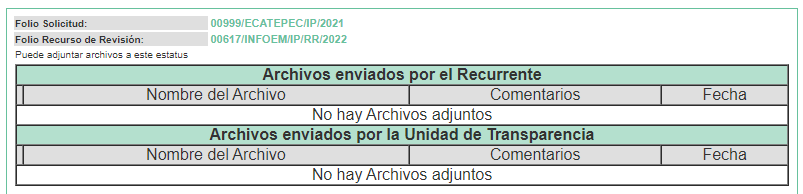 Folio Solicitud: 00999/ECATEPEC/IP/2021
Folio Recurso de Revisión: 00617/INFOEM/IP/RR/2022
Puede adjuntar archivos a este estatus
Archivos enviados por el Recurrente
Nombre del Archivo Comentarios Fecha
No hay Archivos adjuntos
Archivos enviados por la Unidad de Transparencia
Nombre del Archivo Comentarios Fecha
No hay Archivos adjuntos